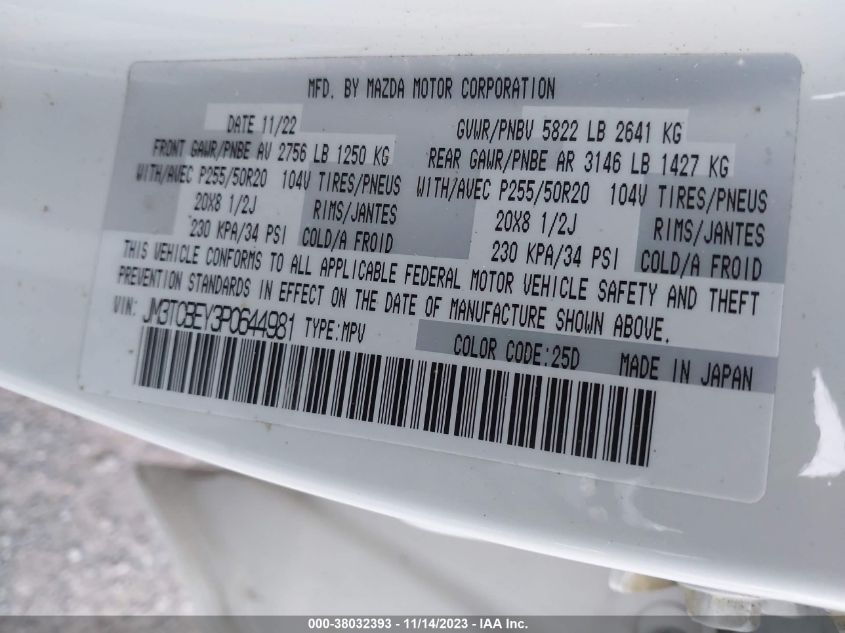 MFD. BY MAZDA MOTOR CORPORATION
DATE 11/22 GVWR/PNBV 5822 LB 2641 KG
FRONT GAWR/PNBE AV 2756 LB 1250 KG REAR GAWR/PNBE AR 3146 LB 1427 KG
WITH/AVEC P255/50R20 104V TIRES/PNEUS WITH/AVEC P255/50R20 104V TIRES/PNEUS
20X8 1/2J RIMS/JANTES 20X8 1/2J RIMS/JANTES
230 KPA/34 PSI COLD/A FROID 230 KPA/34 PSI COLD/A FROID
THIS VEHICLE CONFORMS TO ALL APPLICABLE FEDERAL MOTOR VEHICLE SAFETY AND THEFT
PREVENTION STANDARDS IN EFFECT ON THE DATE OF MANUFACTURE SHOWN ABOVE.
VIN: JM3TCBEY3P0644981 TYPE:MPV
COLOR CODE:25D MADE IN JAPAN
000-38032393 - 11/14/2023 - IAA Inc.